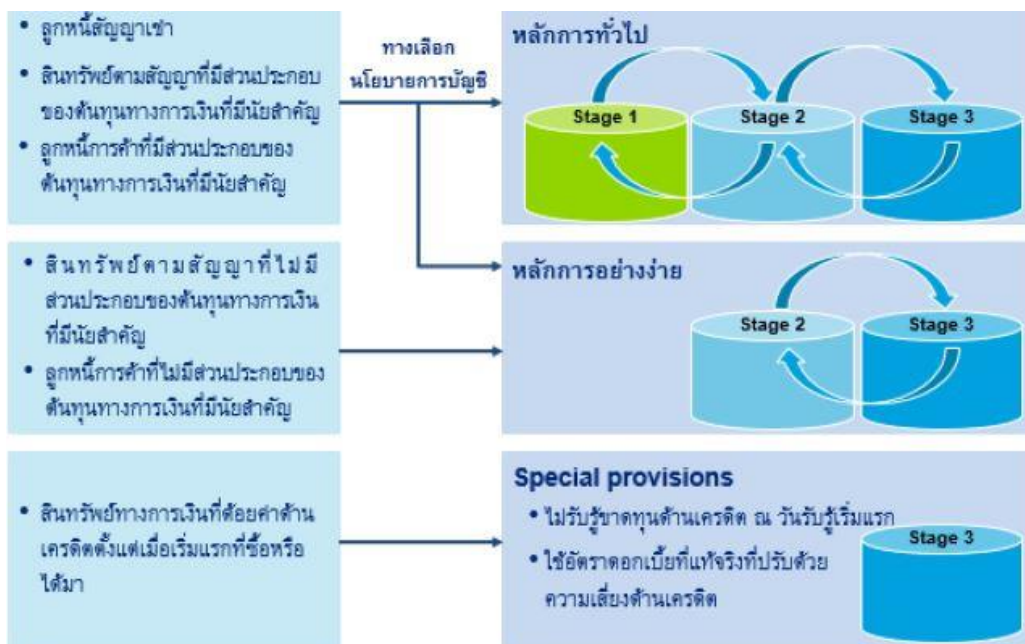 • ลูกหนี้สัญญาเช่า
• สินทรัพย์ตามสัญญาที่มีส่วนประกอบ
ของต้นทุนทางการเงินที่มีนัยสำคัญ
• ลูกหนี้การค้าที่มีส่วนประกอบของ
ต้นทุนทางการเงินที่มีนัยสำคัญ
ทางเลือก
นโยบายการบัญชี
หลักการทั่วไป
Stage 1
Stage 2
Stage 3
• สินทรัพย์ตามสัญญาที่ไม่มี
ส่วนประกอบของต้นทุนทางการเงิน
ที่มีนัยสำคัญ
• ลูกหนี้การค้าที่ไม่มีส่วนประกอบของ
ต้นทุนทางการเงินที่มีนัยสำคัญ
หลักการอย่างง่าย
Stage 2
Stage 3
• สินทรัพย์ทางการเงินที่ด้อยค่าด้าน
เครดิตตั้งแต่เมื่อเริ่มแรกที่ซื้อหรือ
ได้มา
Special provisions
• ไม่รับรู้ขาดทุนด้านเครดิต ณ วันรับรู้เริ่มแรก
• ใช้อัตราดอกเบี้ยที่แท้จริงที่ปรับด้วย
ความเสี่ยงด้านเครดิต
Stage 3